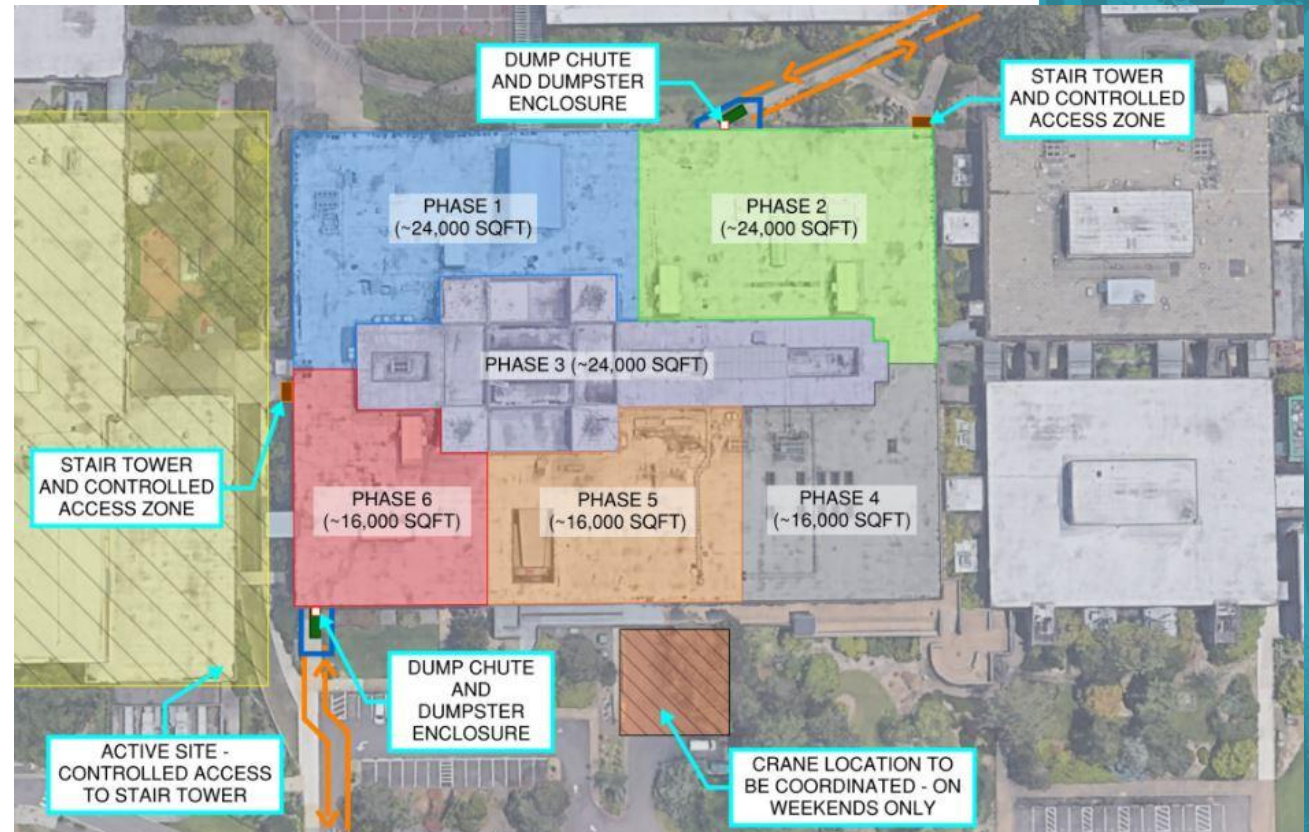 DUMP CHUTE
AND DUMPSTER
ENCLOSURE
STAIR TOWER
AND CONTROLLED
ACCESS ZONE
PHASE 1
(~24,000 SQFT)
PHASE 2
(~24,000 SQFT)
PHASE 3 (~24,000 SQFT)
STAIR TOWER
AND CONTROLLED
ACCESS ZONE
PHASE 6
(~16,000 SQFT)
PHASE 5
(~16,000 SQFT)
PHASE 4
(~16,000 SQFT)
DUMP CHUTE
AND
DUMPSTER
ENCLOSURE
ACTIVE SITE -
CONTROLLED ACCESS
TO STAIR TOWER
CRANE LOCATION TO
BE COORDINATED - ON
WEEKENDS ONLY